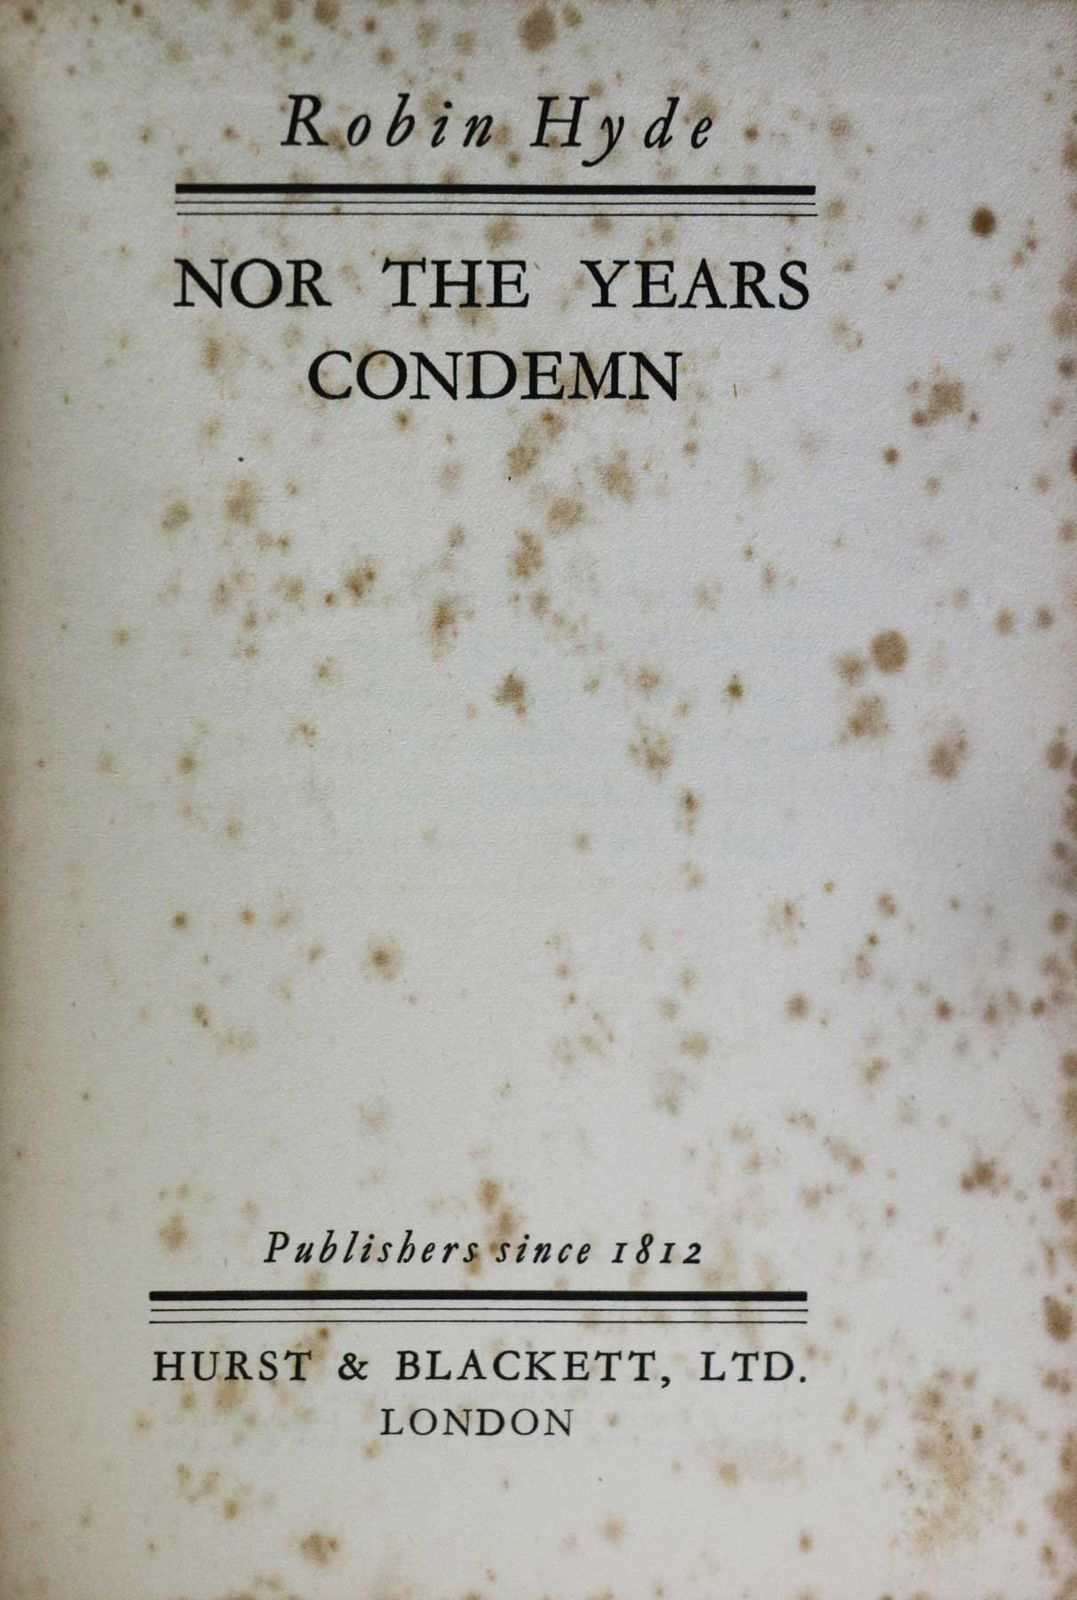 Robin Hyde
NOR THE YEARS
CONDEMN
Publishers since 1812
HURST & BLACKETT, LTD.
LONDON